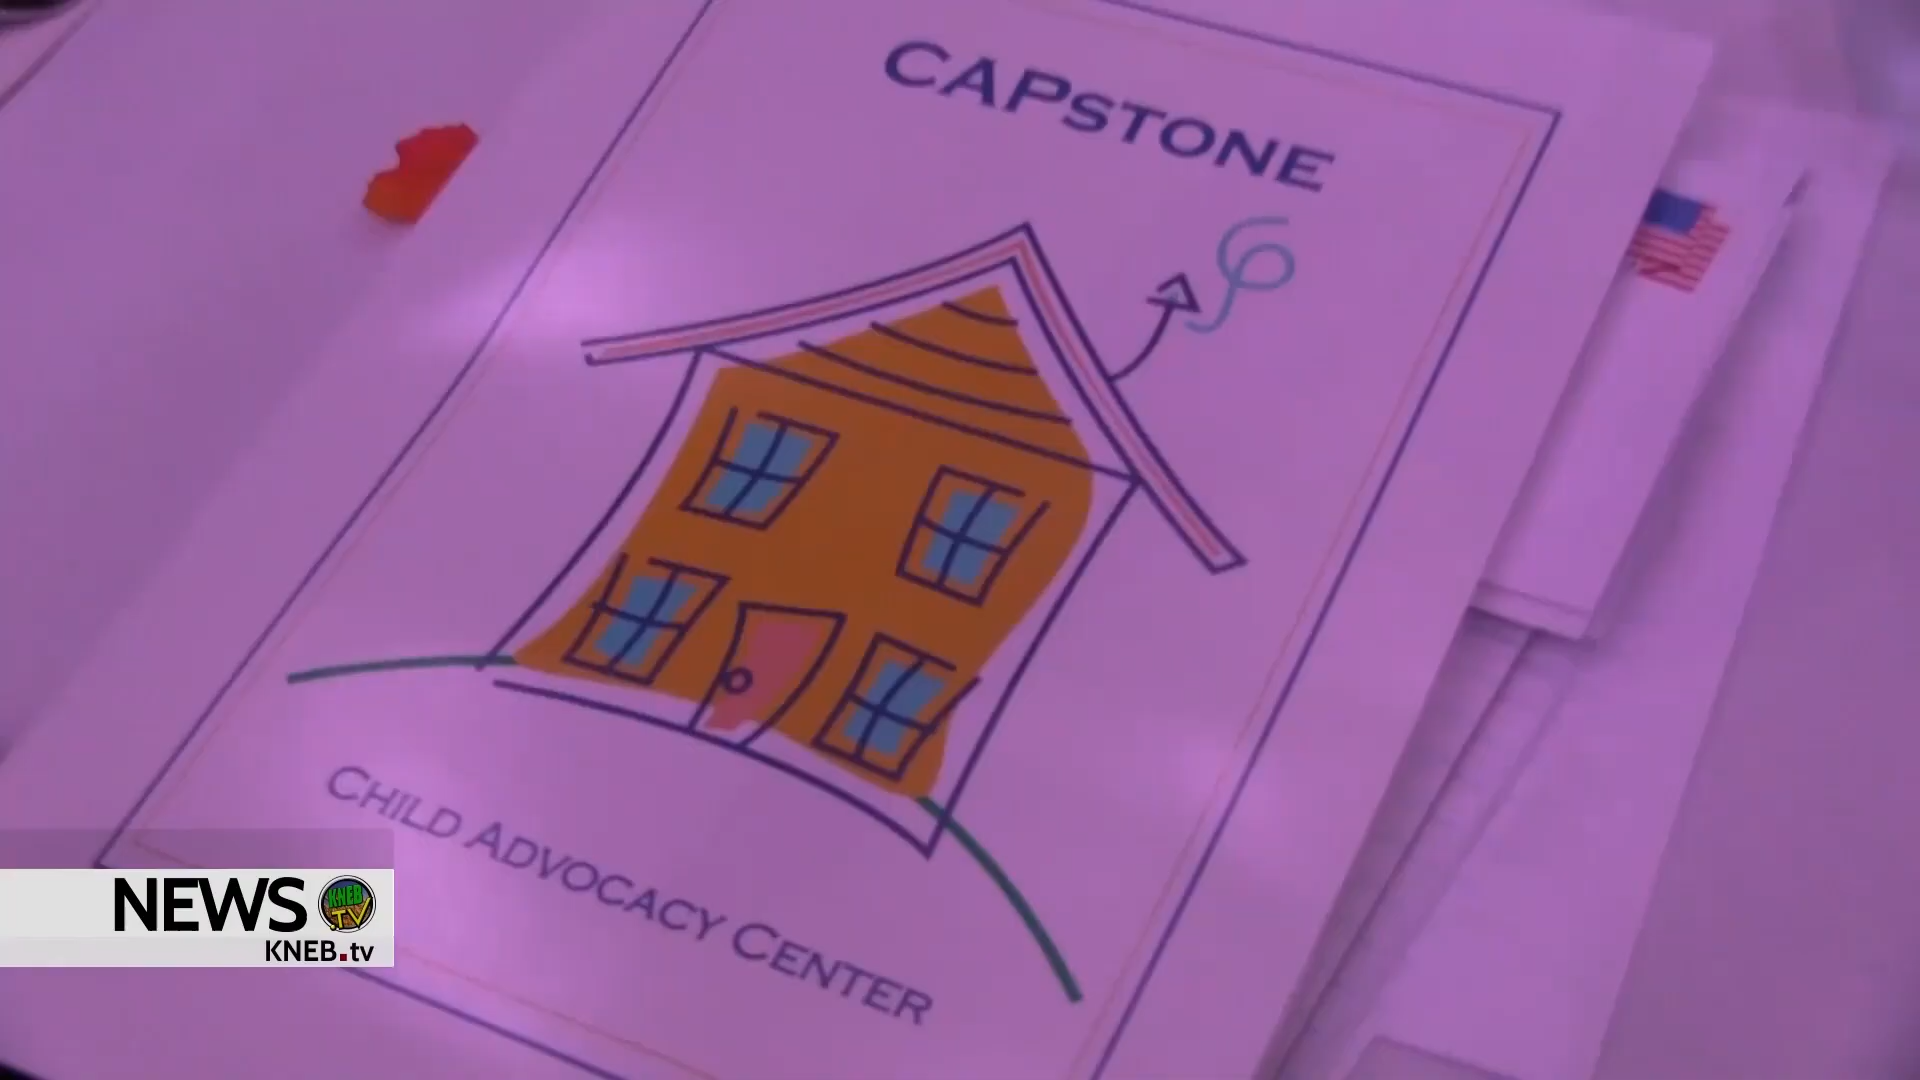 CAPSTONE
CHILD ADVOCACY CENTER
NEWS
KNEB
.TV
KNEB.tv